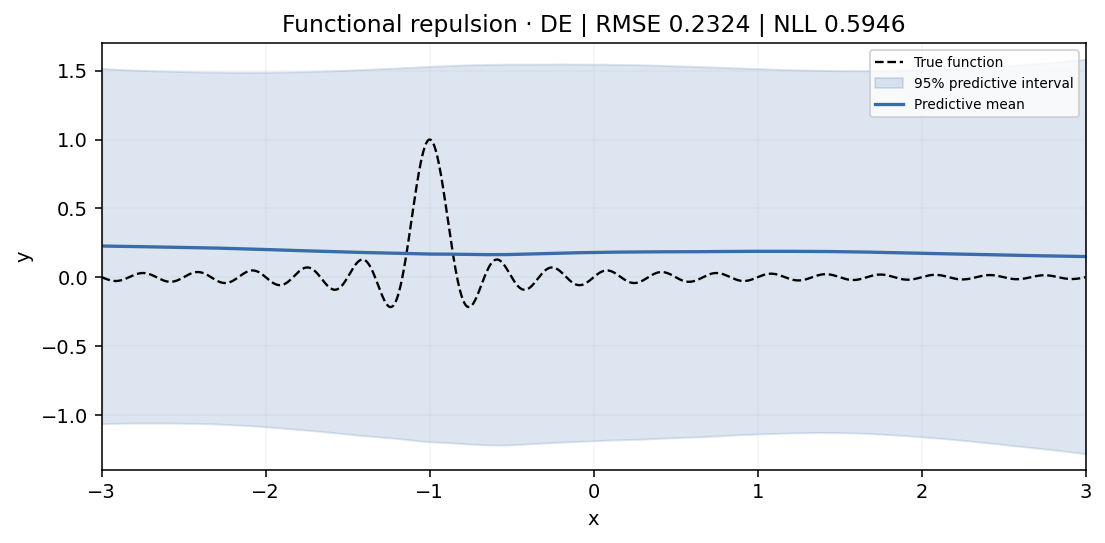 Functional repulsion · DE | RMSE 0.2324 | NLL 0.5946
True function
95% predictive interval
Predictive mean
1.5
1.0
0.5
0.0
−0.5
−1.0
y
−3
−2
−1
0
1
2
3
x